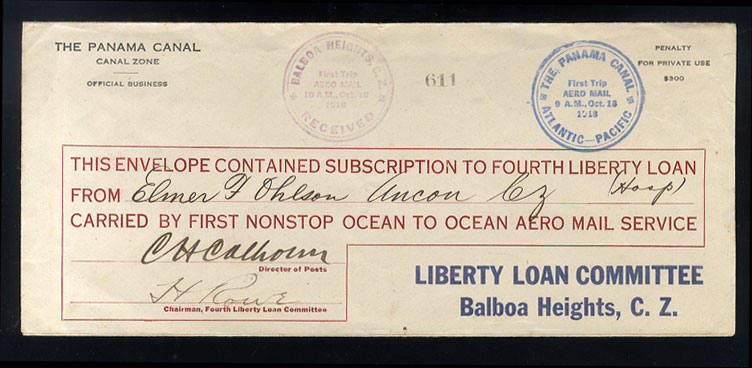 THE PANAMA CANAL
CANAL ZONE
OFFICIAL BUSINESS
BALBOA HEIGHTS, C. Z.
First Trip
AERO MAIL
10 A.M., Oct. 18
1918
RECEIVED
611
THE PANAMA CANAL
First Trip
AERO MAIL
9 A.M., Oct. 18
1918
ATLANTIC—PACIFIC
PENALTY
FOR PRIVATE USE
$300
THIS ENVELOPE CONTAINED SUBSCRIPTION TO FOURTH LIBERTY LOAN
FROM Elmer F Ohlson Ancon Cz (Hosp)
CARRIED BY FIRST NONSTOP OCEAN TO OCEAN AERO MAIL SERVICE
C H Calhoun
Director of Posts
H Rowe
Chairman, Fourth Liberty Loan Committee
LIBERTY LOAN COMMITTEE
Balboa Heights, C. Z.